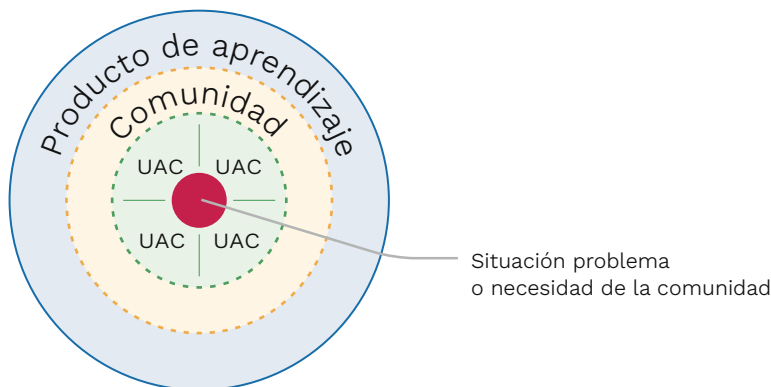 Producto de aprendizaje
Comunidad
UAC UAC
UAC UAC
Situación problema
o necesidad de la comunidad